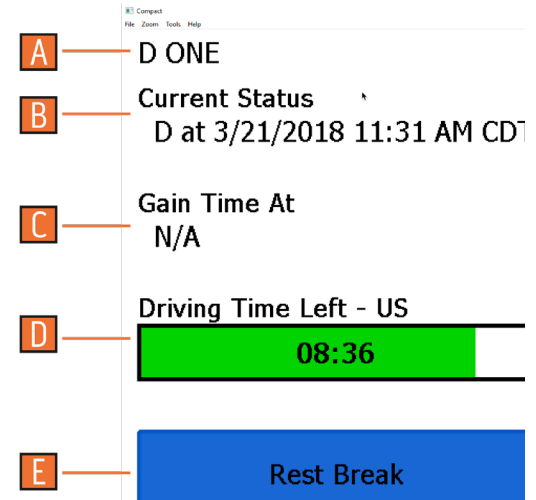 Compact
File Zoom Tools Help
A
D ONE
B
Current Status
D at 3/21/2018 11:31 AM CDT
C
Gain Time At
N/A
Driving Time Left - US
D
08:36
E
Rest Break